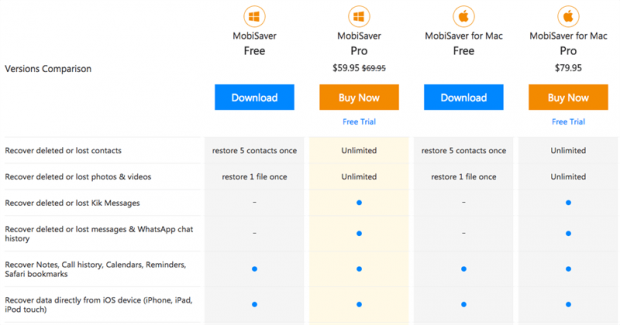 MobiSaver MobiSaver MobiSaver for Mac MobiSaver for Mac
Free Pro Free Pro
Versions Comparison $59.95 $69.95 $79.95
Download Buy Now Download Buy Now
Free Trial Free Trial
Recover deleted or lost contacts restore 5 contacts once Unlimited restore 5 contacts once Unlimited
Recover deleted or lost photos & videos restore 1 file once Unlimited restore 1 file once Unlimited
Recover deleted or lost Kik Messages - -
Recover deleted or lost messages & WhatsApp chat - -
history
Recover Notes, Call history, Calendars, Reminders,
Safari bookmarks
Recover data directly from iOS device (iPhone, iPad,
iPod touch)